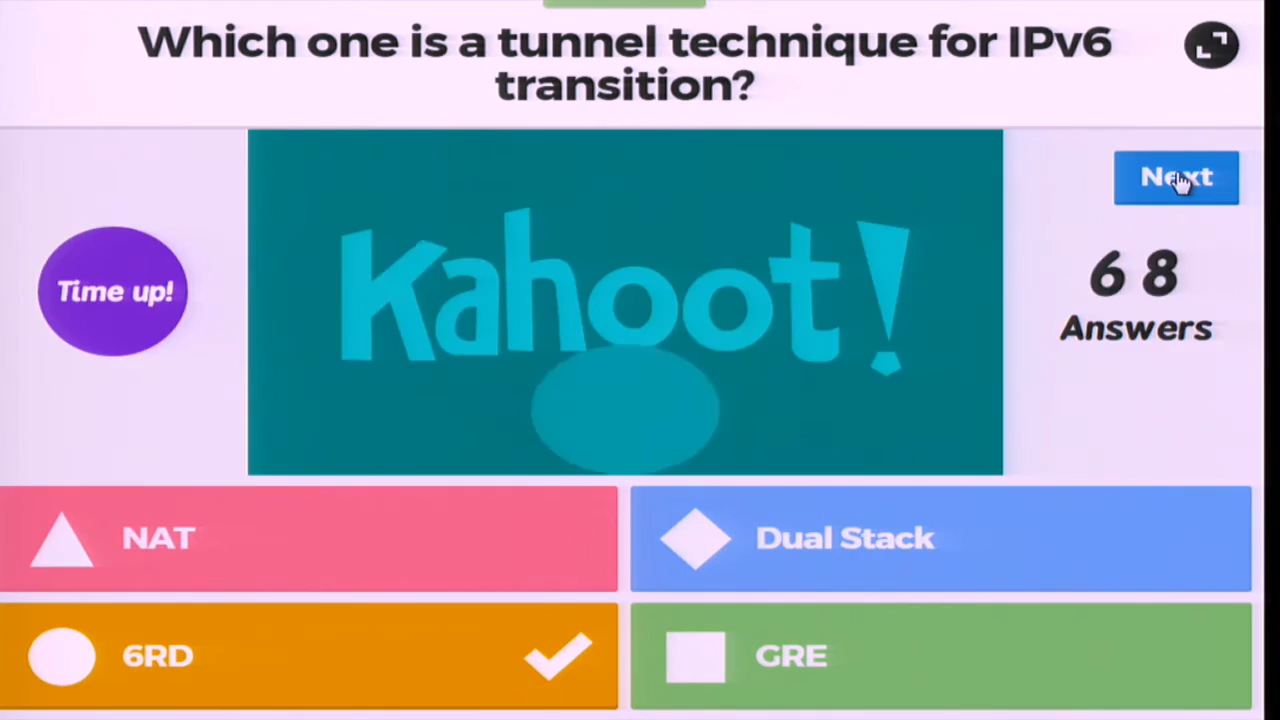 Which one is a tunnel technique for IPv6
transition?
Next
Time up!
Kahoot!
68
Answers
NAT
Dual Stack
6RD
GRE